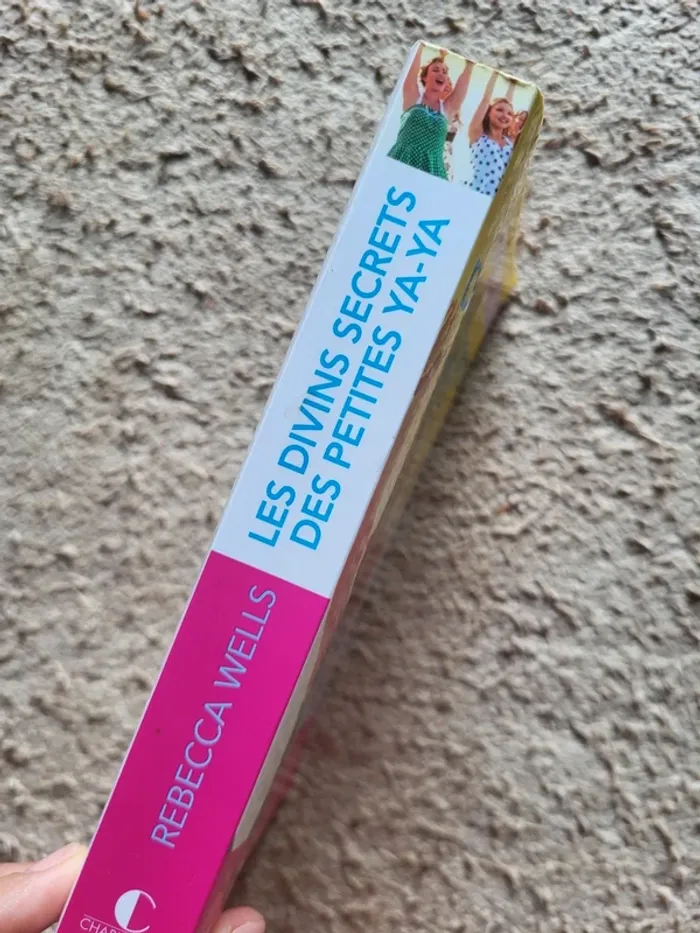 LES DIVINS SECRETS
DES PETITES YA-YA
REBECCA WELLS